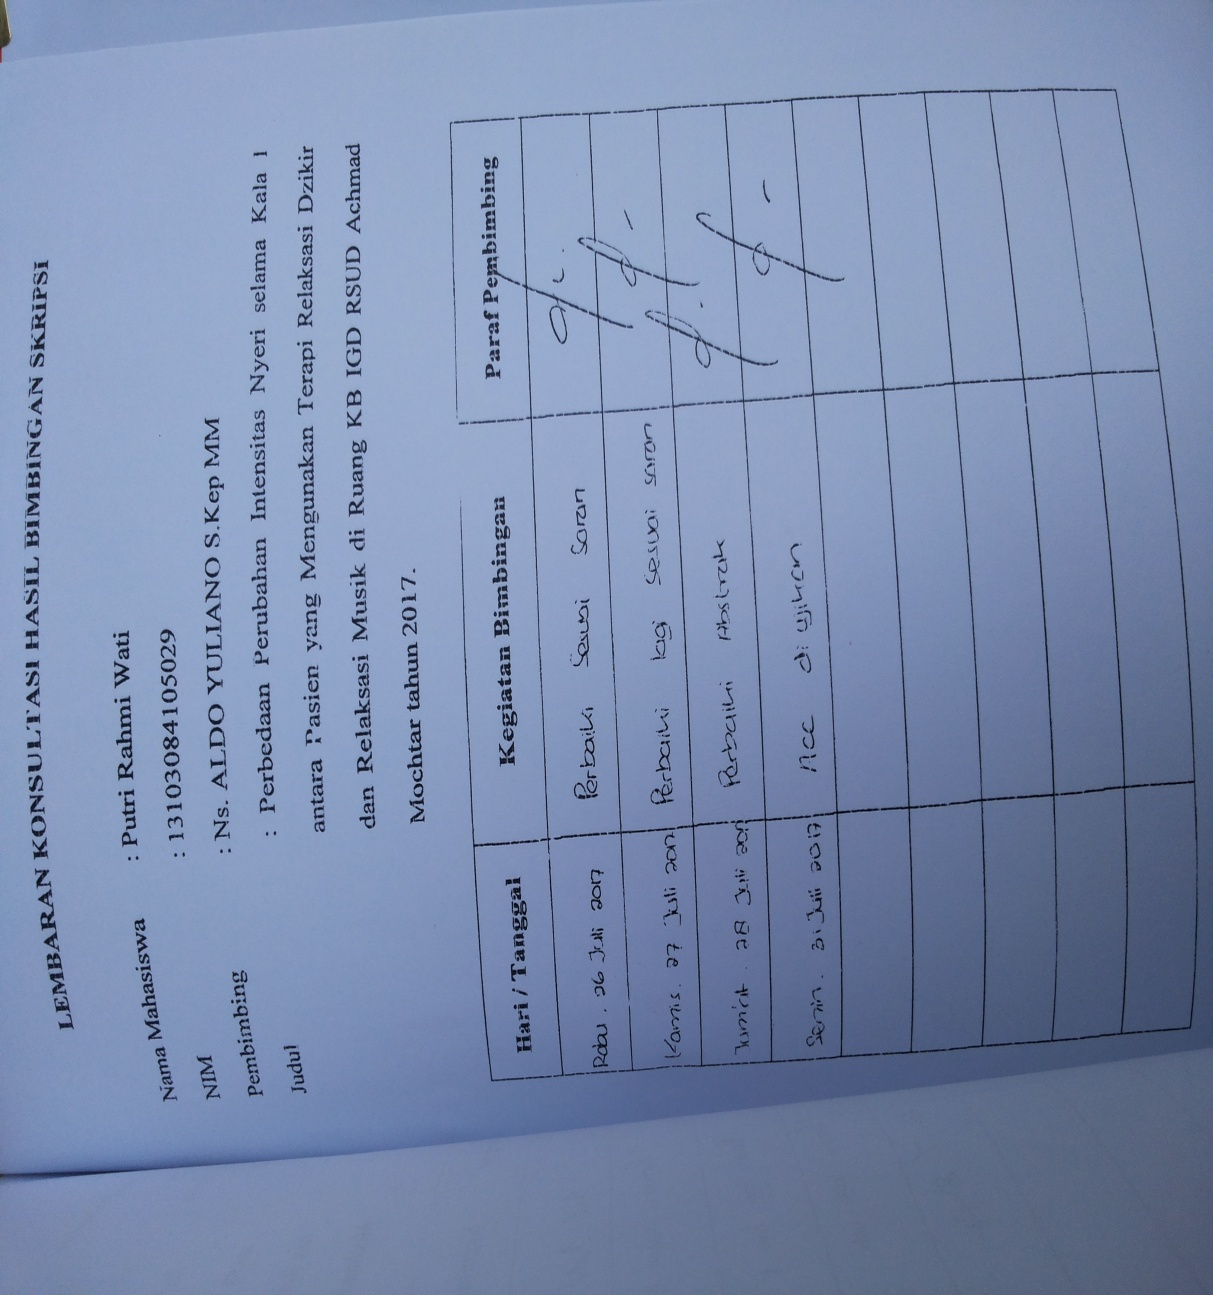 LEMBARAN KONSULTASI HASIL BIMBINGAN SKRIPSI
Nama Mahasiswa : Putri Rahmi Wati
NIM : 13103084105029
Pembimbing : Ns. ALDO YULIANO S.Kep MM
Judul : Perbedaan Perubahan Intensitas Nyeri selama Kala 1
antara Pasien yang Mengunakan Terapi Relaksasi Dzikir
dan Relaksasi Musik di Ruang KB IGD RSUD Achmad
Mochtar tahun 2017.
Hari / Tanggal Kegiatan Bimbingan Paraf Pembimbing
Rabu . 26 Juli 2017 Perbaiki Sesuai Saran
Kamis . 27 Juli 2017 Perbaiki lagi Sesuai saran
Jum'at . 28 Juli 2017 Perbaiki Abstrak
Senin . 31 Juli 2017 Acc di ujikan